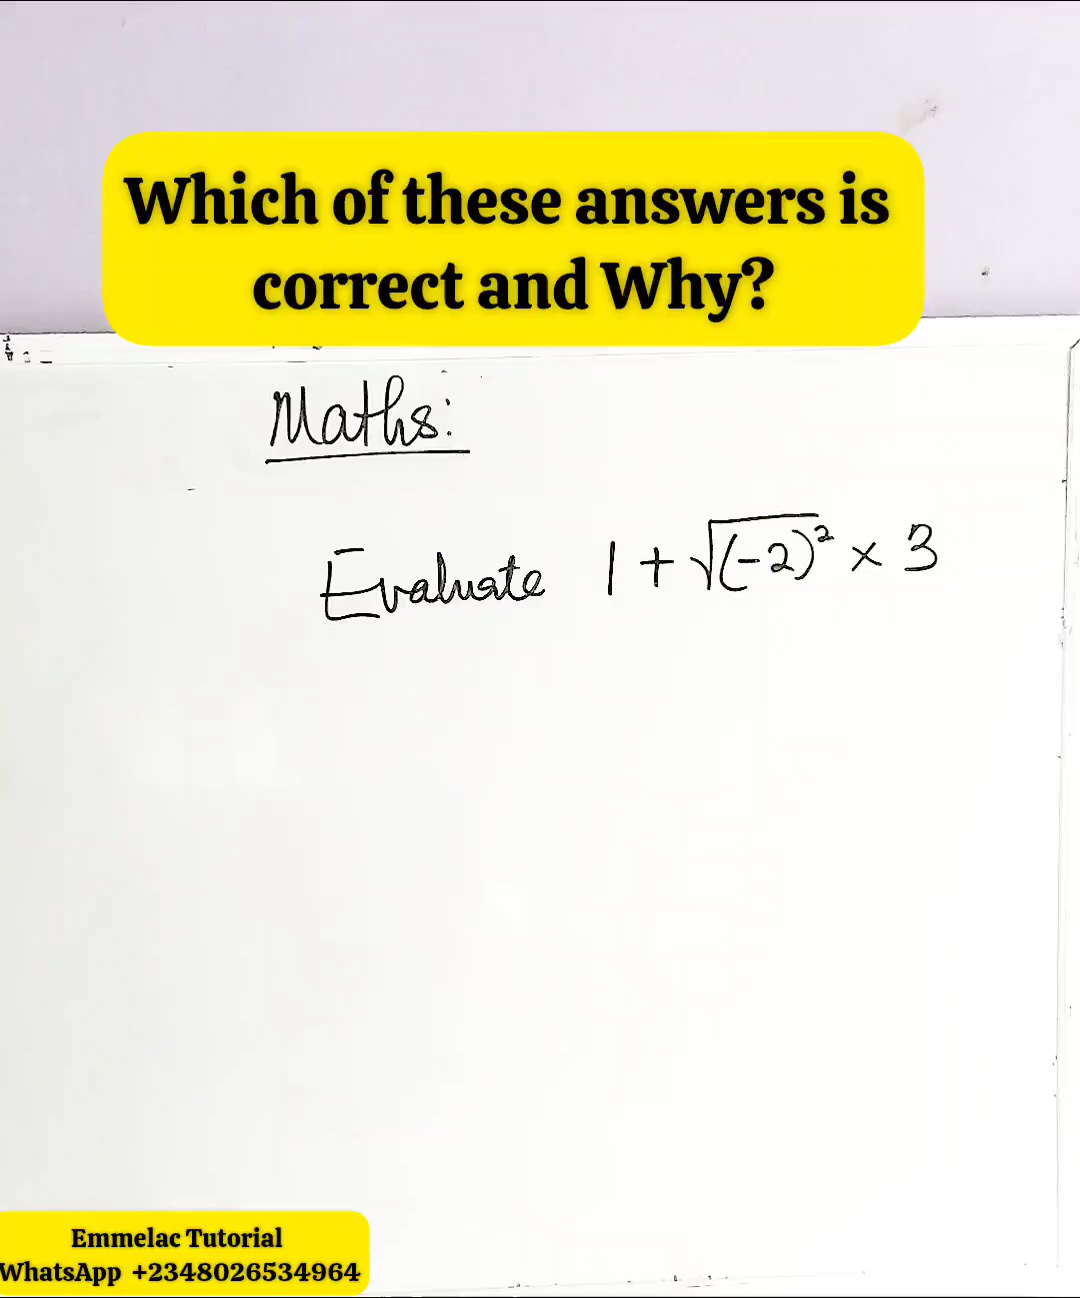 Which of these answers is
correct and Why?
Maths:
Evaluate 1 + √(-2)² × 3
Emmelac Tutorial
WhatsApp +2348026534964